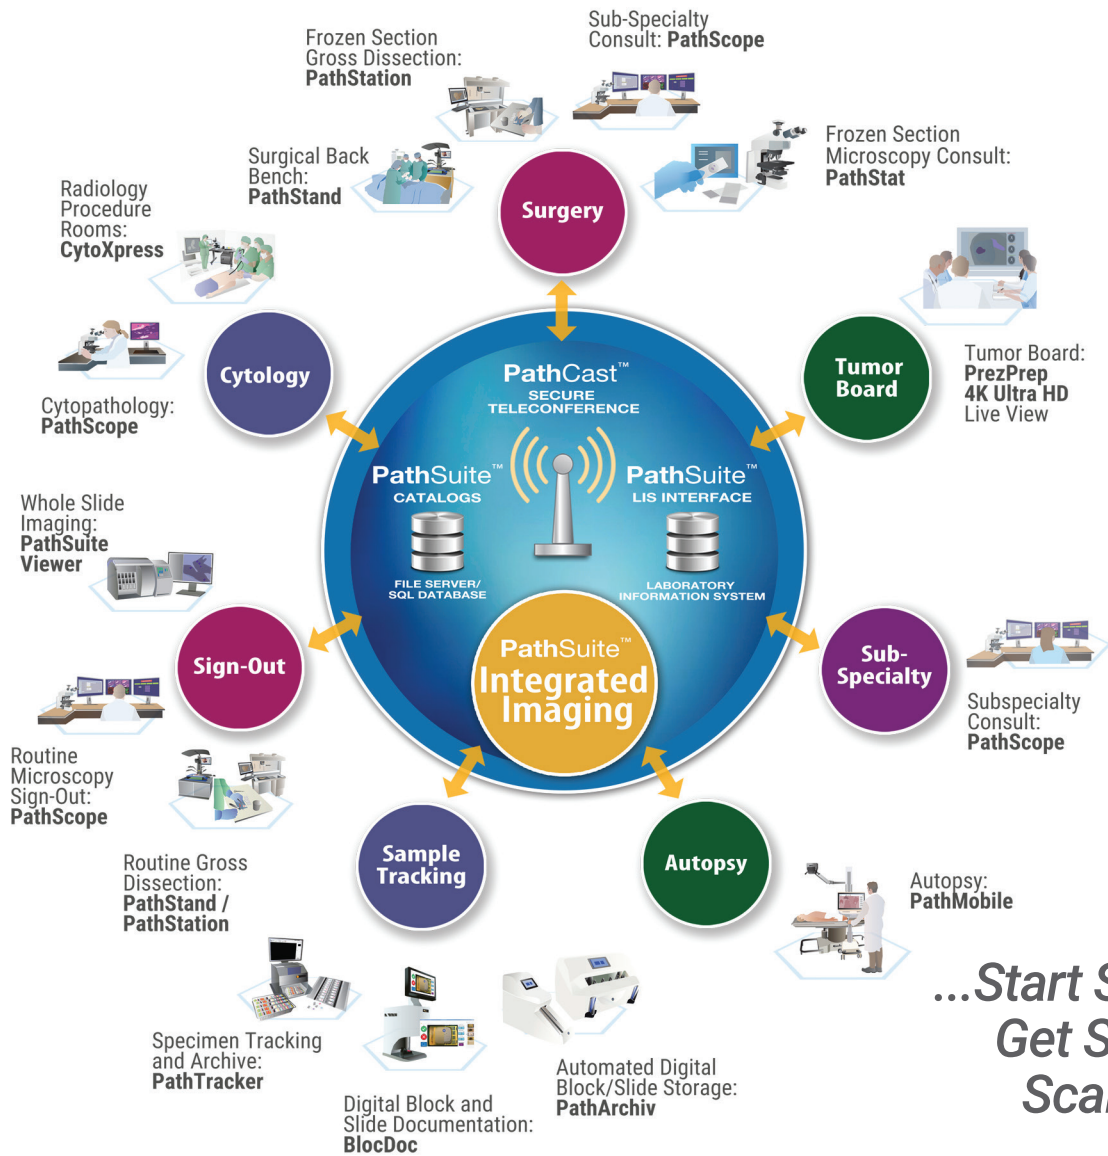 Sub-Specialty
Consult: PathScope
Frozen Section
Gross Dissection:
PathStation
Frozen Section
Microscopy Consult:
PathStat
Surgical Back
Bench:
PathStand
Surgery
Radiology
Procedure
Rooms:
CytoXpress
Cytology
Cytopathology:
PathScope
Tumor
Board
Tumor Board:
PrezPrep
4K Ultra HD
Live View
PathCast™
SECURE
TELECONFERENCE
PathSuite™
CATALOGS
FILE SERVER/
SQL DATABASE
PathSuite™
LIS INTERFACE
LABORATORY
INFORMATION SYSTEM
PathSuite™
Integrated
Imaging
Whole Slide
Imaging:
PathSuite
Viewer
Sign-Out
Routine
Microscopy
Sign-Out:
PathScope
Routine Gross
Dissection:
PathStand /
PathStation
Sub-
Specialty
Subspecialty
Consult:
PathScope
Sample
Tracking
Autopsy
Autopsy:
PathMobile
Specimen Tracking
and Archive:
PathTracker
Digital Block and
Slide Documentation:
BlocDoc
Automated Digital
Block/Slide Storage:
PathArchiv
...Start S
Get S
Sca